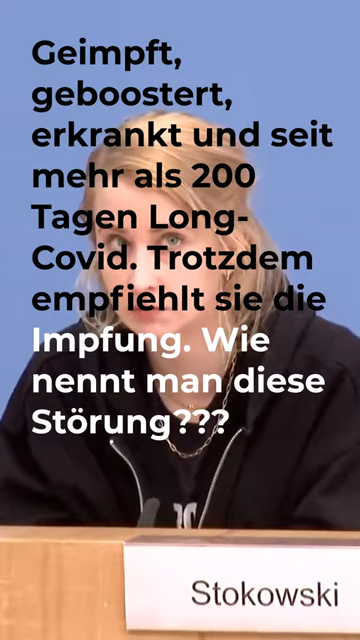 Geimpft,
geboostert,
erkrankt und seit
mehr als 200
Tagen Long-
Covid. Trotzdem
empfiehlt sie die
Impfung. Wie
nennt man diese
Störung???
Stokowski